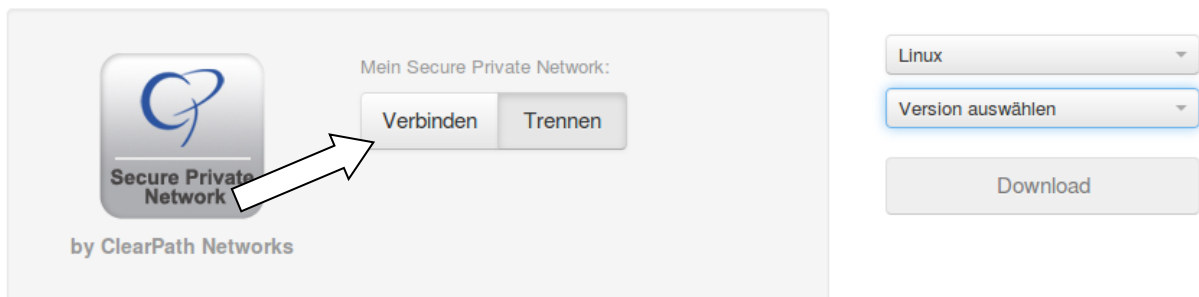 Mein Secure Private Network:
Verbinden Trennen
Secure Private
Network
by ClearPath Networks
Linux
Version auswählen
Download